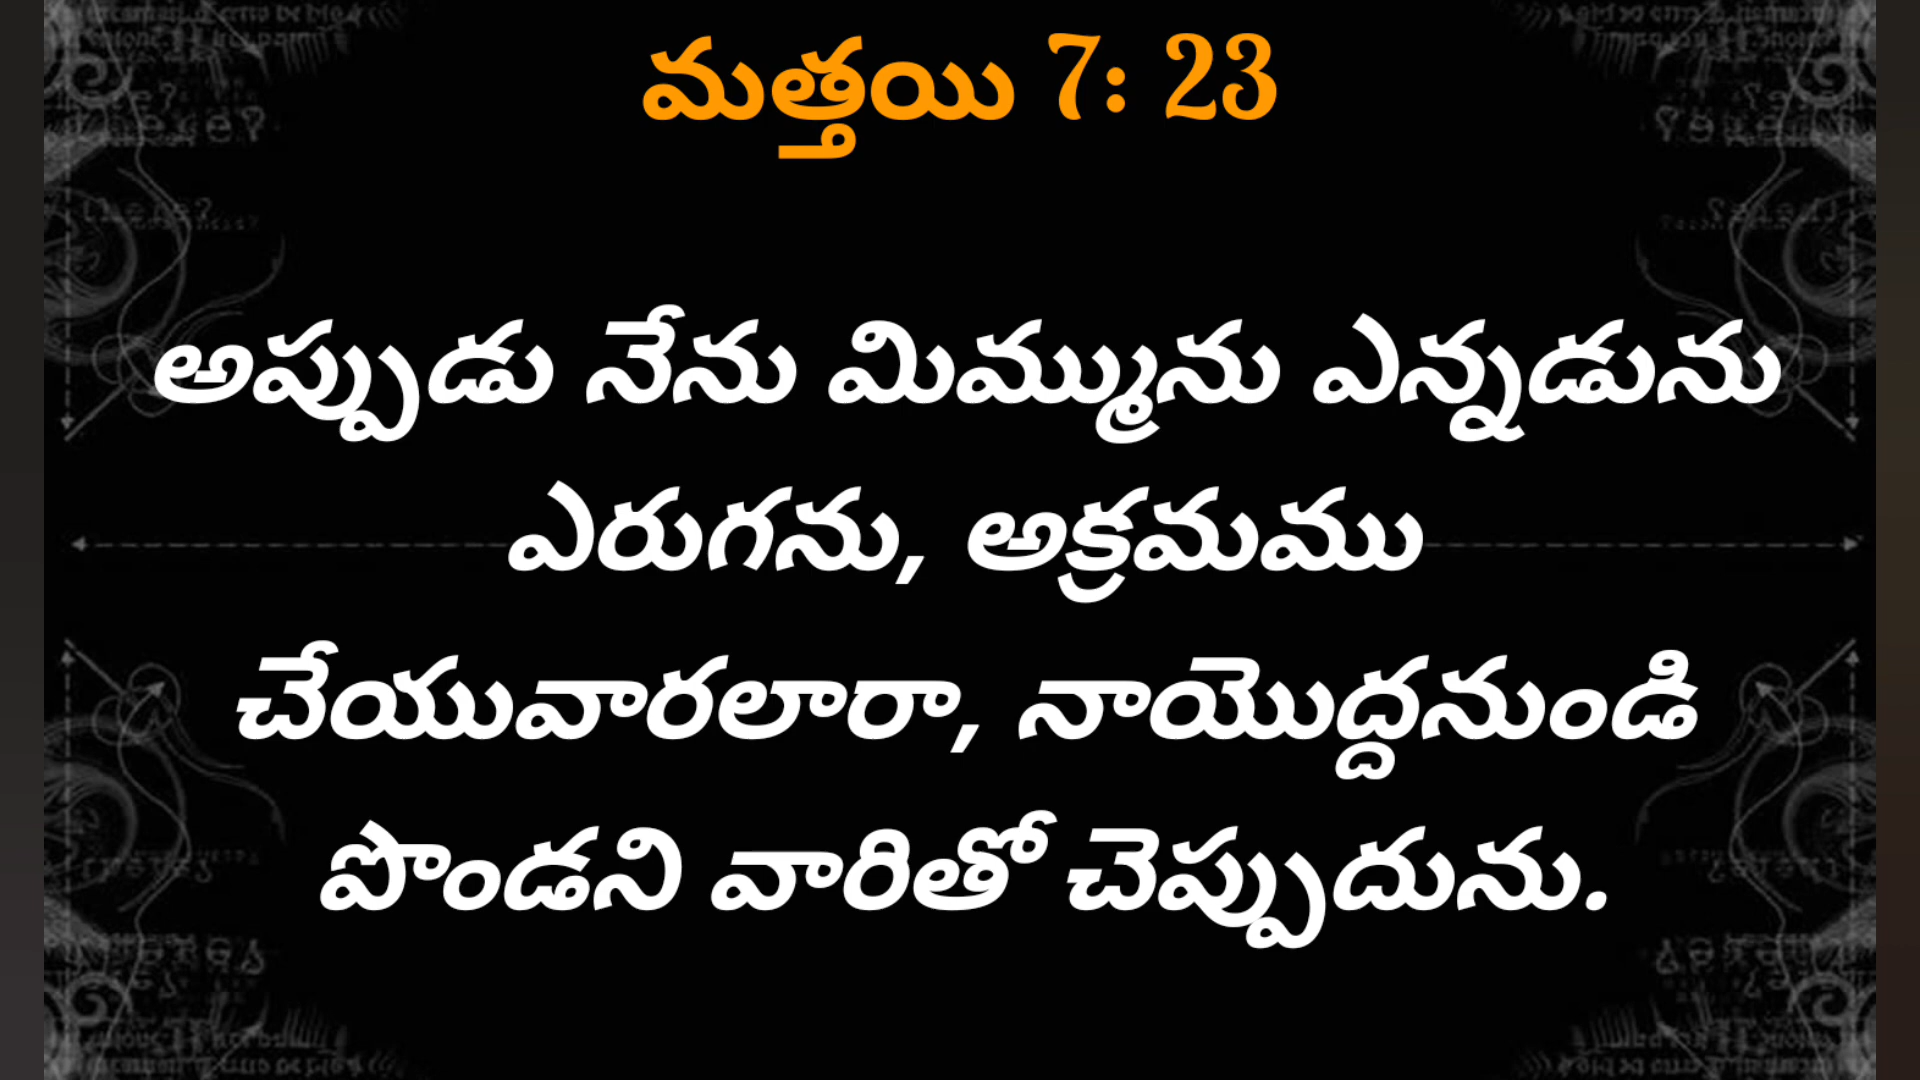 మత్తయి 7: 23
అప్పుడు నేను మిమ్మును ఎన్నడును
ఎరుగను, అక్రమము
చేయువారలారా, నాయొద్దనుండి
పొండని వారితో చెప్పుదును.